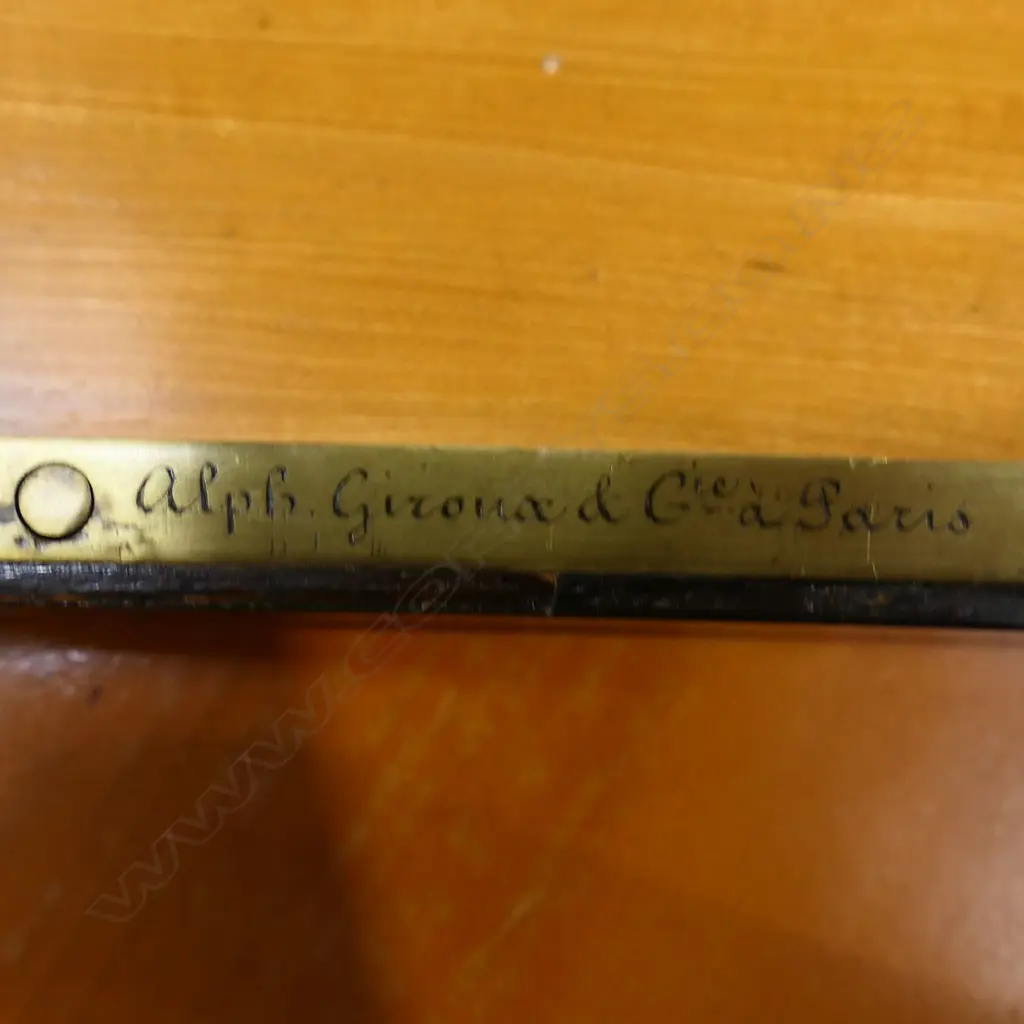 Alph. Giroux & Cie à Paris